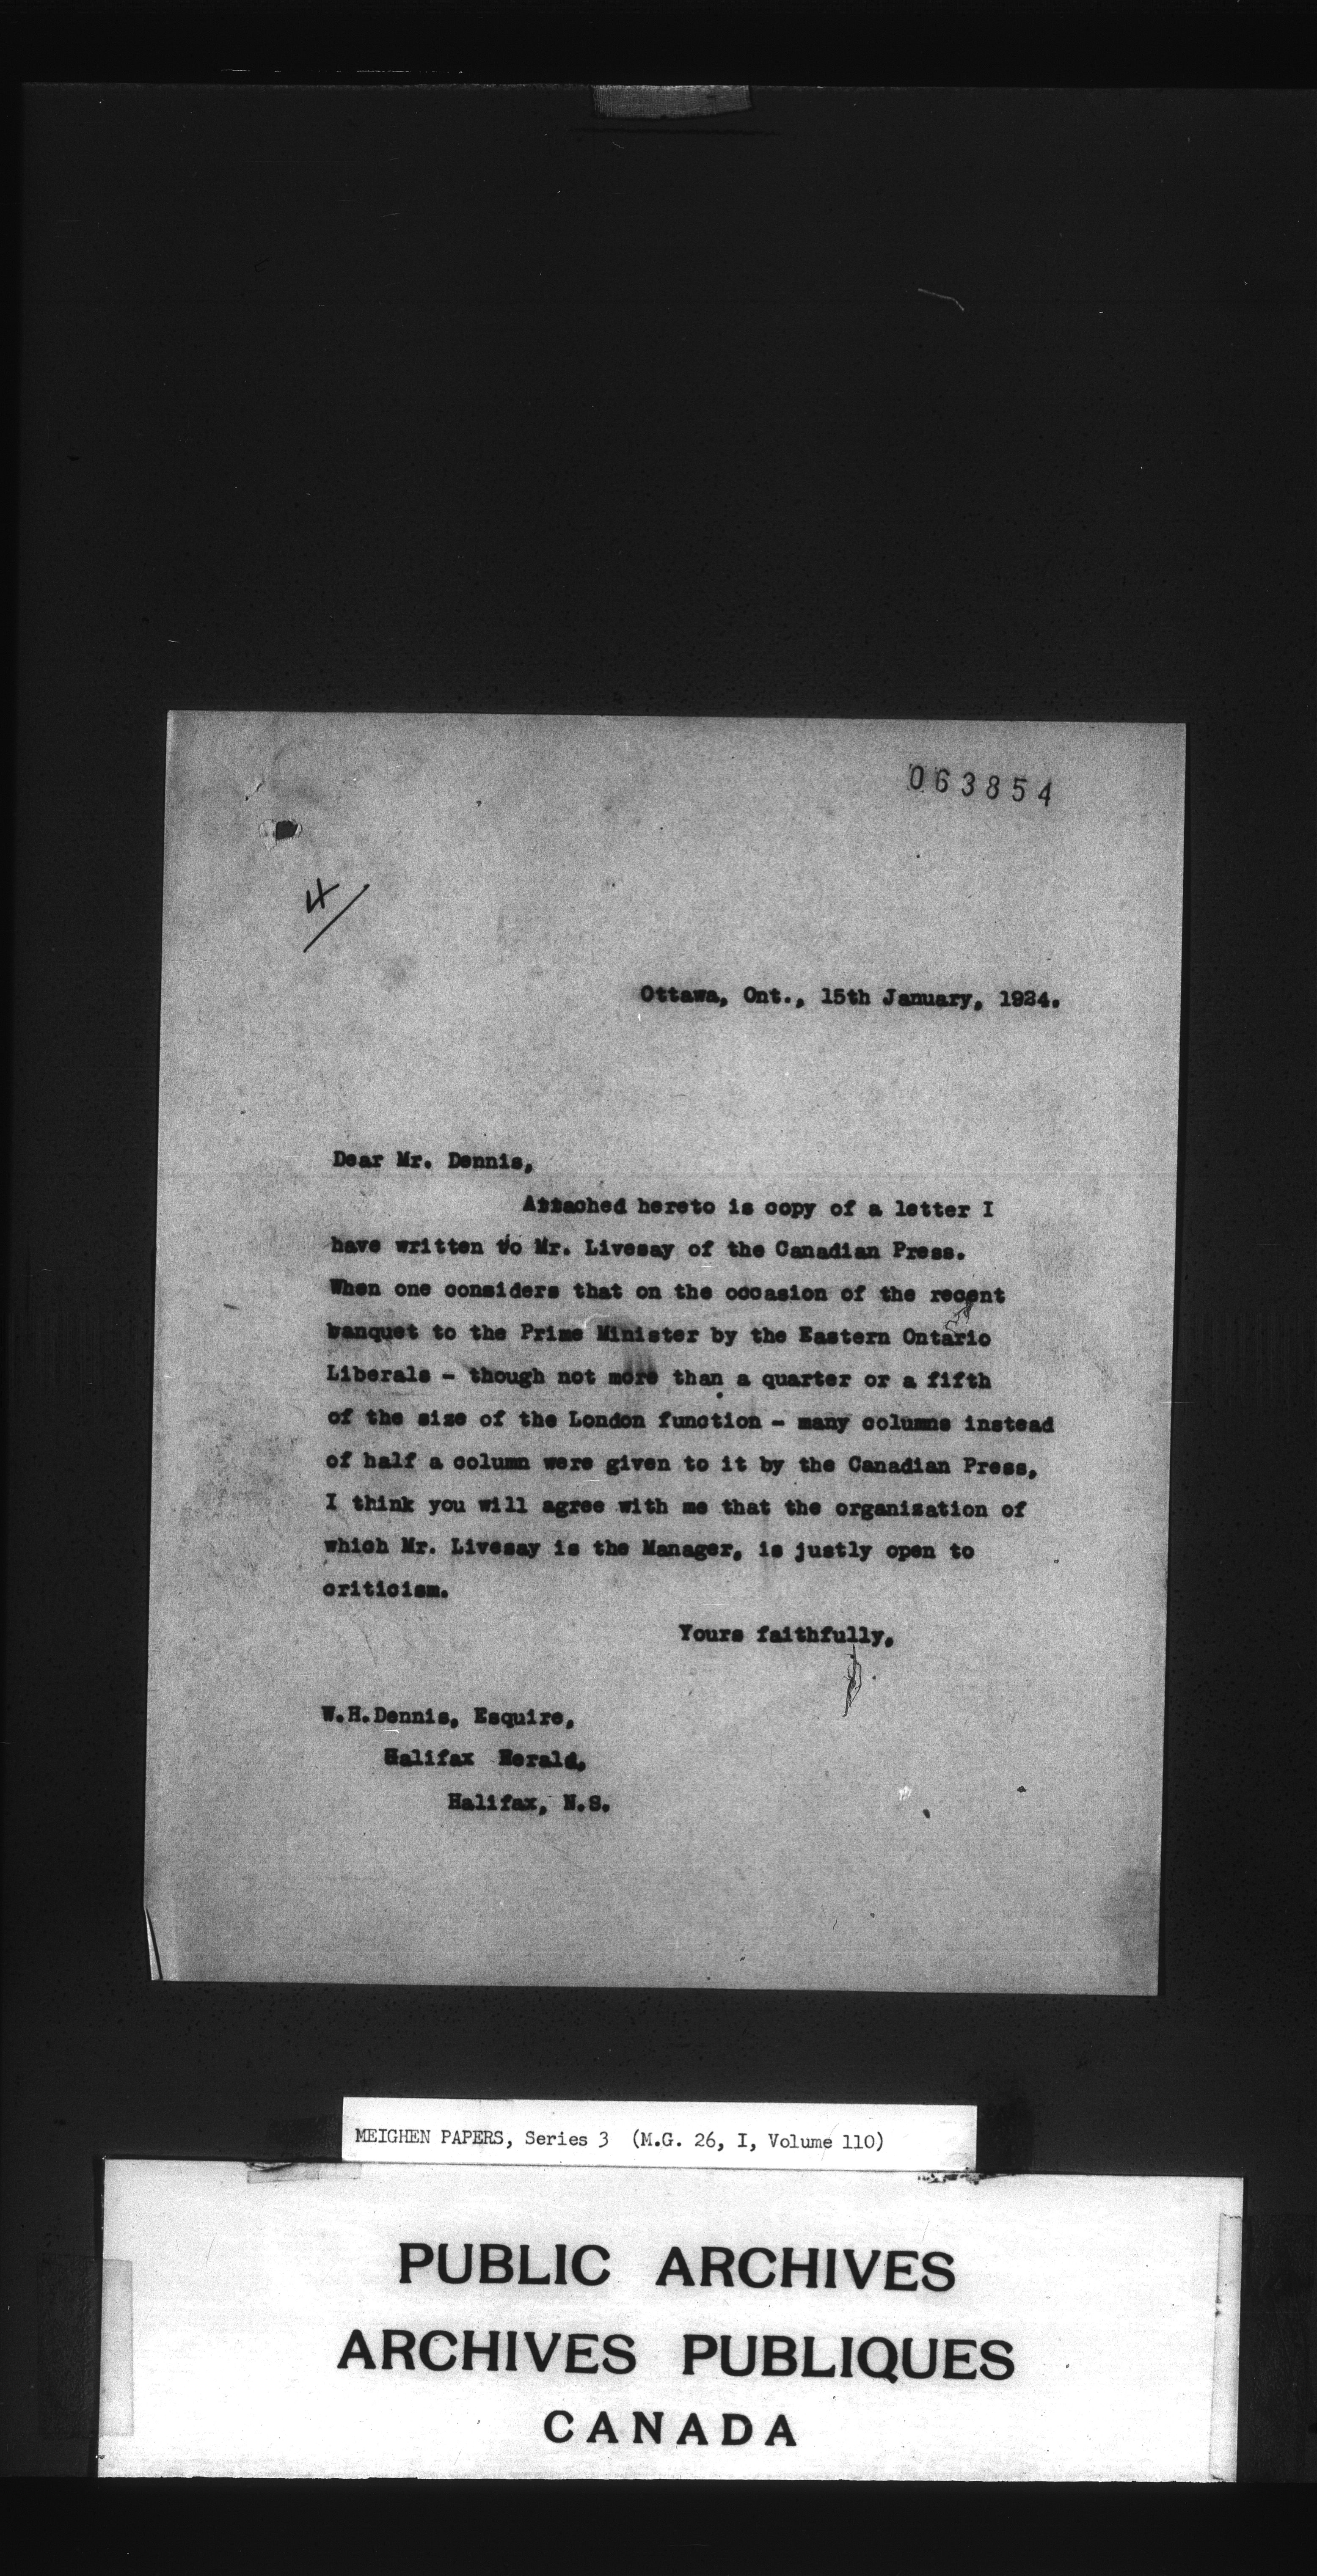 063854
4/
Ottawa, Ont., 15th January, 1924.
Dear Mr. Dennis,
Attached hereto is copy of a letter I
have written to Mr. Livesay of the Canadian Press.
When one considers that on the occasion of the recent
banquet to the Prime Minister by the Eastern Ontario
Liberals - though not more than a quarter or a fifth
of the size of the London function - many columns instead
of half a column were given to it by the Canadian Press,
I think you will agree with me that the organization of
which Mr. Livesay is the Manager, is justly open to
criticism.
Yours faithfully,
W.H.Dennis, Esquire,
Halifax Herald,
Halifax, N.S.
MEIGHEN PAPERS, Series 3 (M.G. 26, I, Volume 110)
PUBLIC ARCHIVES
ARCHIVES PUBLIQUES
CANADA